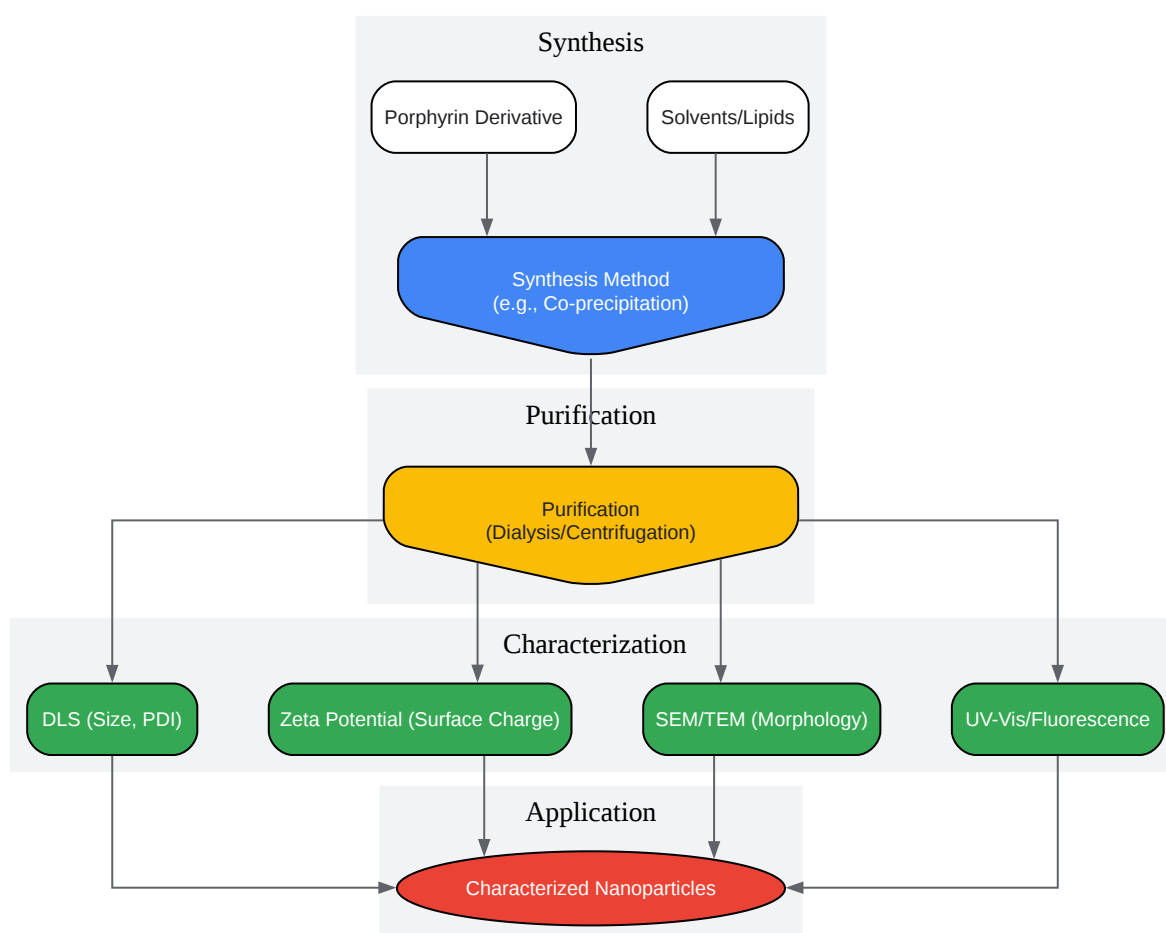 Synthesis
Porphyrin Derivative
Solvents/Lipids
Synthesis Method
(e.g., Co-precipitation)
Purification
Purification
(Dialysis/Centrifugation)
Characterization
DLS (Size, PDI)
Zeta Potential (Surface Charge)
SEM/TEM (Morphology)
UV-Vis/Fluorescence
Application
Characterized Nanoparticles